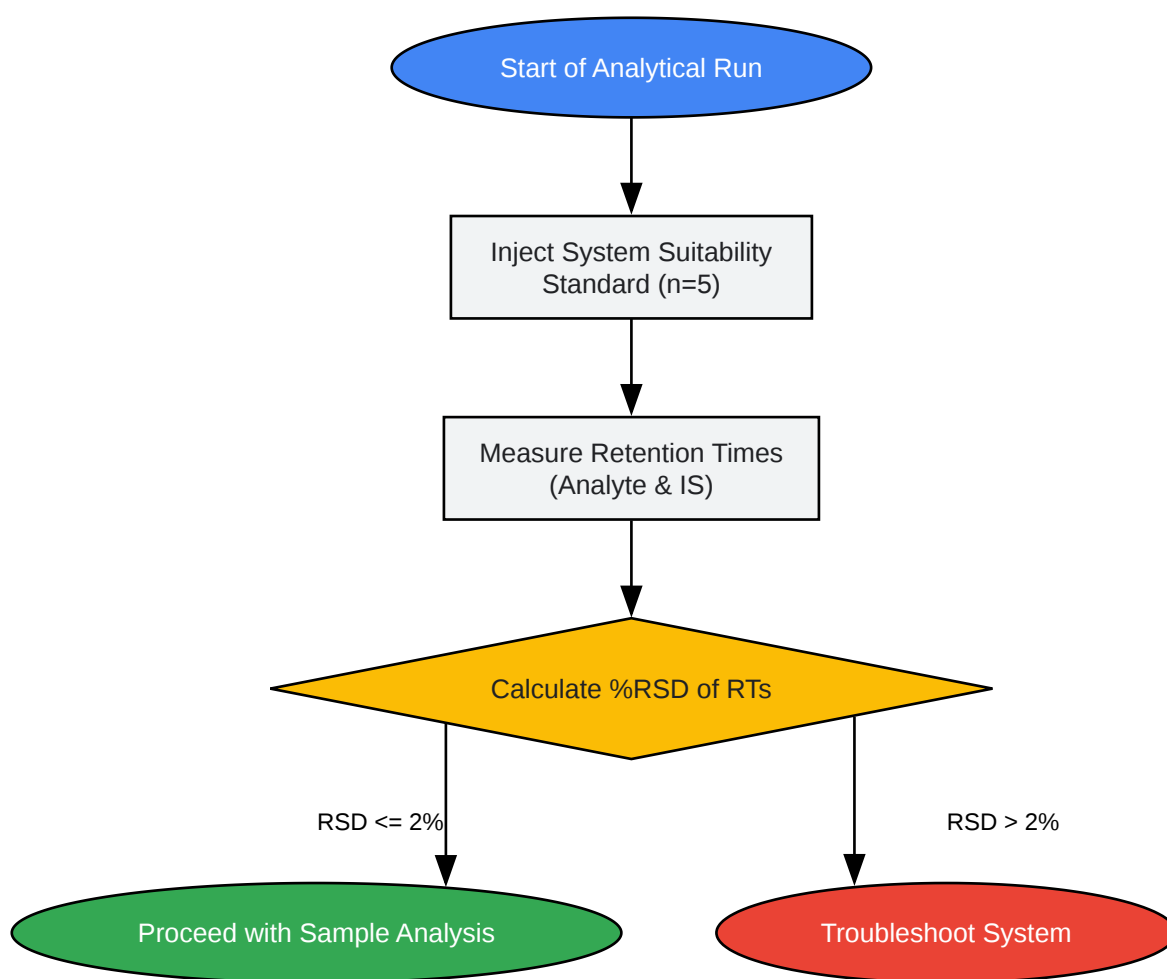 Start of Analytical Run
Inject System Suitability
Standard (n=5)
Measure Retention Times
(Analyte & IS)
Calculate %RSD of RTs
RSD <= 2%
RSD > 2%
Proceed with Sample Analysis
Troubleshoot System